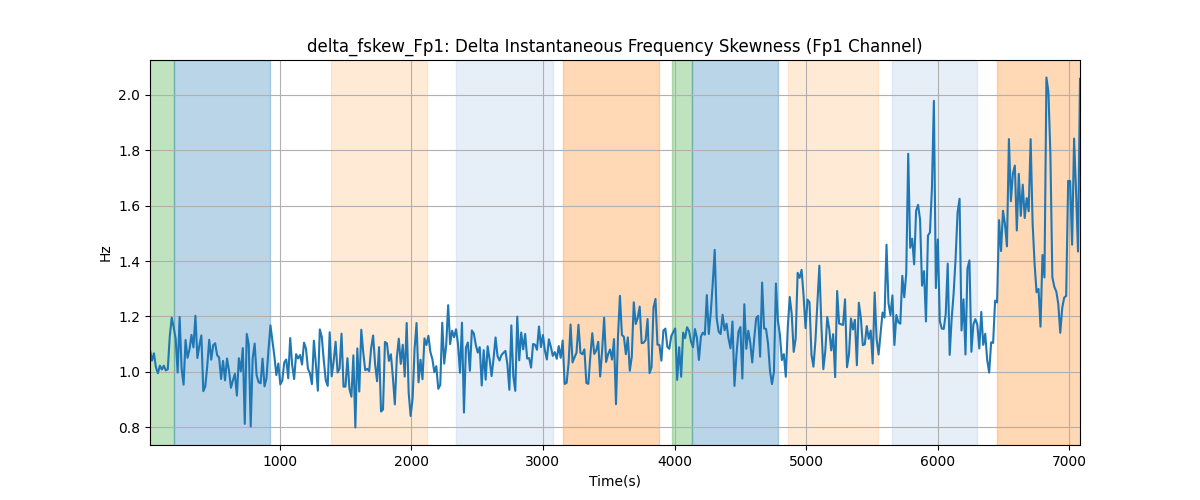 delta_fskew_Fp1: Delta Instantaneous Frequency Skewness (Fp1 Channel)
2.0
1.8
1.6
1.4
1.2
1.0
0.8
Hz
1000 2000 3000 4000 5000 6000 7000
Time(s)